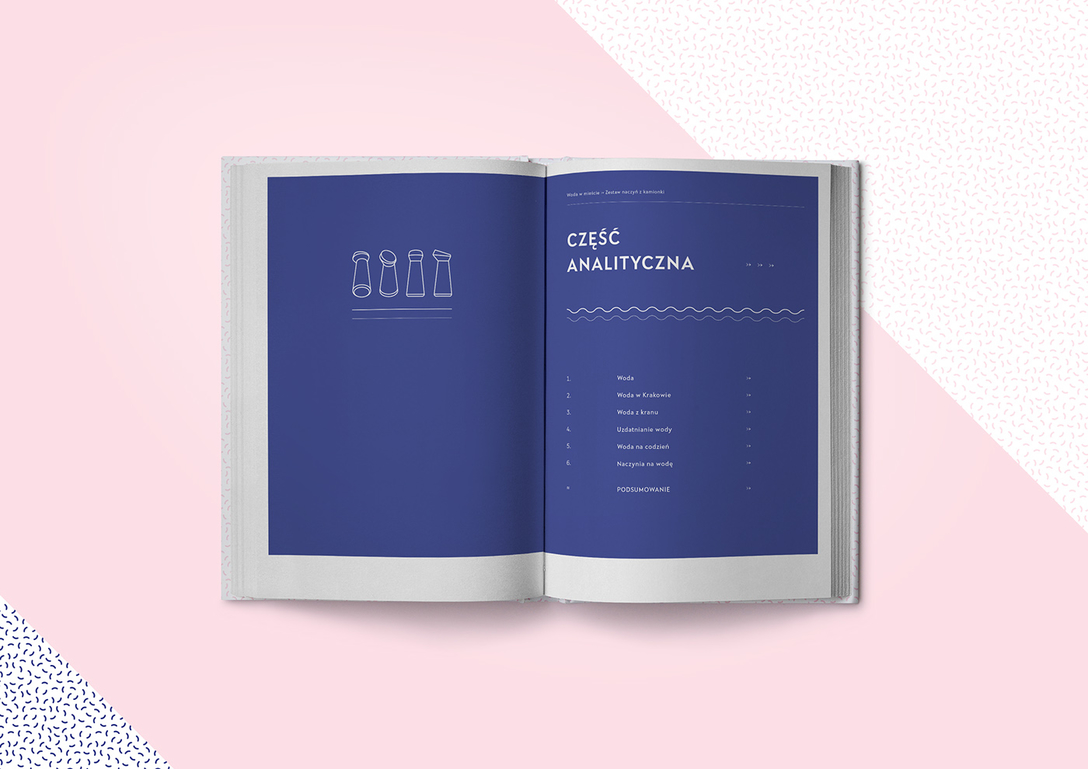 Woda w mieście — Zestaw naczyń z kamionki
CZĘŚĆ
ANALITYCZNA
1. Woda
2. Woda w Krakowie
3. Woda z kranu
4. Uzdatnianie wody
5. Woda na codzień
6. Naczynia na wodę
PODSUMOWANIE